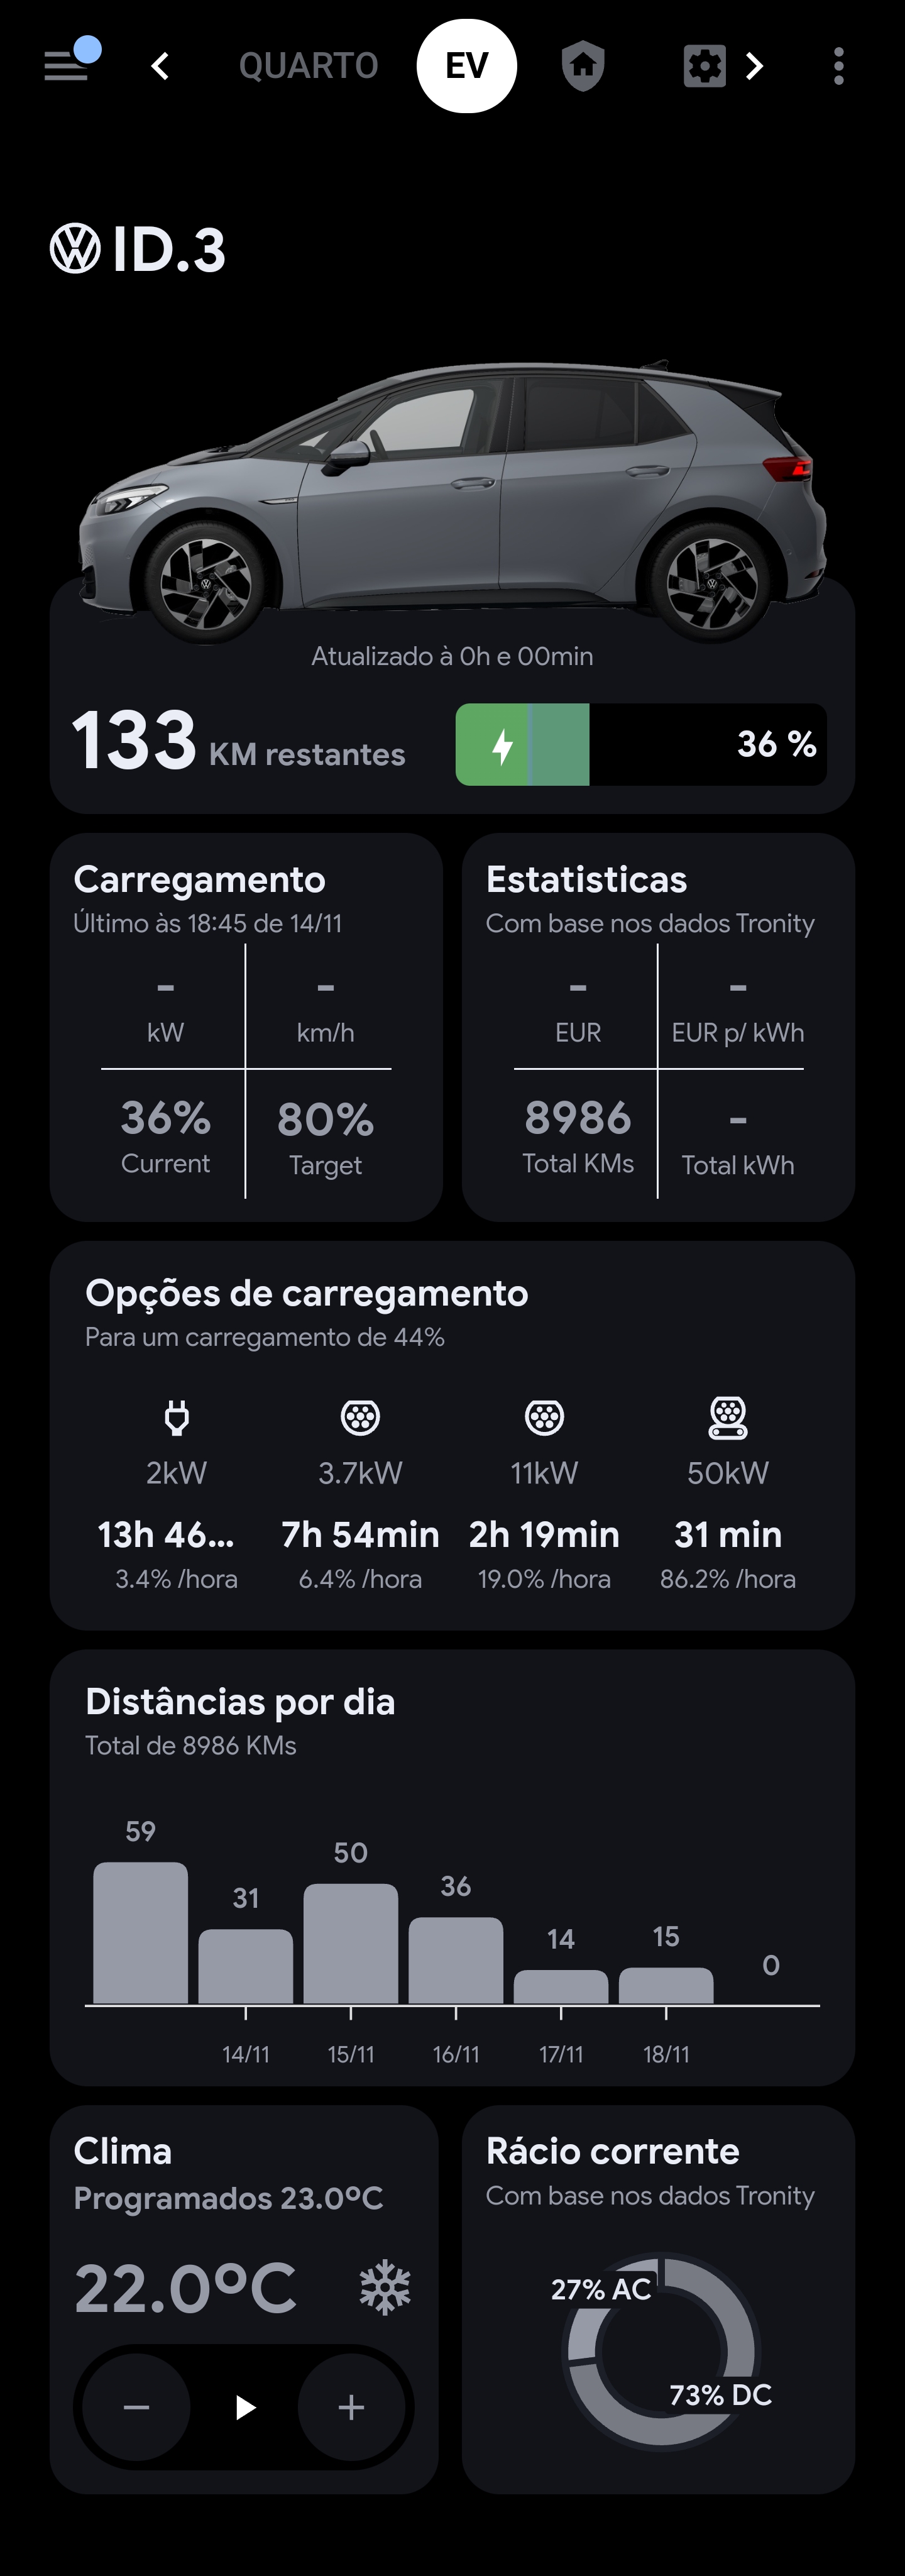 QUARTO EV
ID.3
Atualizado à 0h e 00min
133 KM restantes
36 %
Carregamento
Último às 18:45 de 14/11
- -
kW km/h
36% 80%
Current Target
Estatisticas
Com base nos dados Tronity
- -
EUR EUR p/ kWh
8986 -
Total KMs Total kWh
Opções de carregamento
Para um carregamento de 44%
2kW 3.7kW 11kW 50kW
13h 46... 7h 54min 2h 19min 31 min
3.4% /hora 6.4% /hora 19.0% /hora 86.2% /hora
Distâncias por dia
Total de 8986 KMs
59 31 50 36 14 15 0
14/11 15/11 16/11 17/11 18/11
Clima
Programados 23.0ºC
22.0ºC
− +
Rácio corrente
Com base nos dados Tronity
27% AC
73% DC